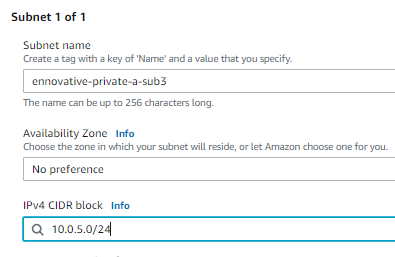 Subnet 1 of 1
Subnet name
Create a tag with a key of 'Name' and a value that you specify.
ennovative-private-a-sub3
The name can be up to 256 characters long.
Availability Zone Info
Choose the zone in which your subnet will reside, or let Amazon choose one for you.
No preference
IPv4 CIDR block Info
10.0.5.0/24